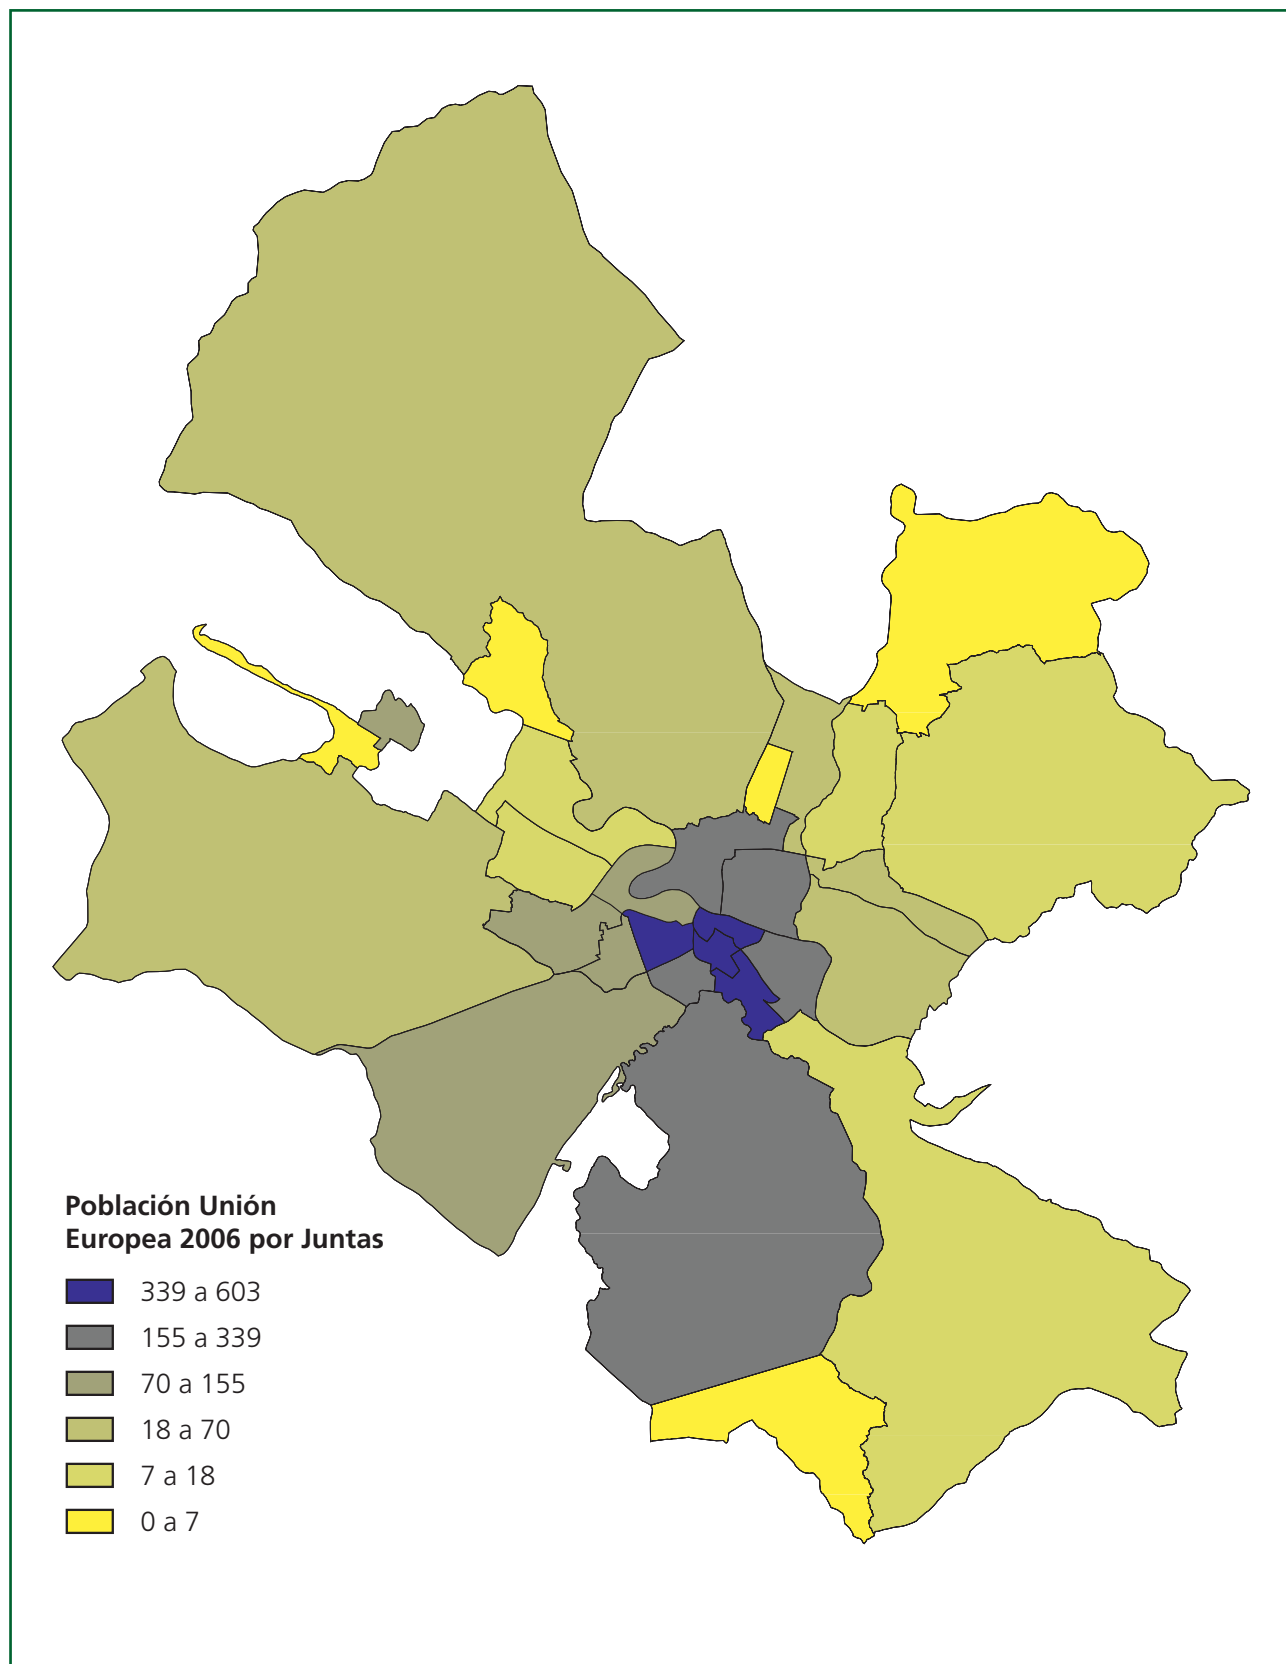 Población Unión
Europea 2006 por Juntas
339 a 603
155 a 339
70 a 155
18 a 70
7 a 18
0 a 7